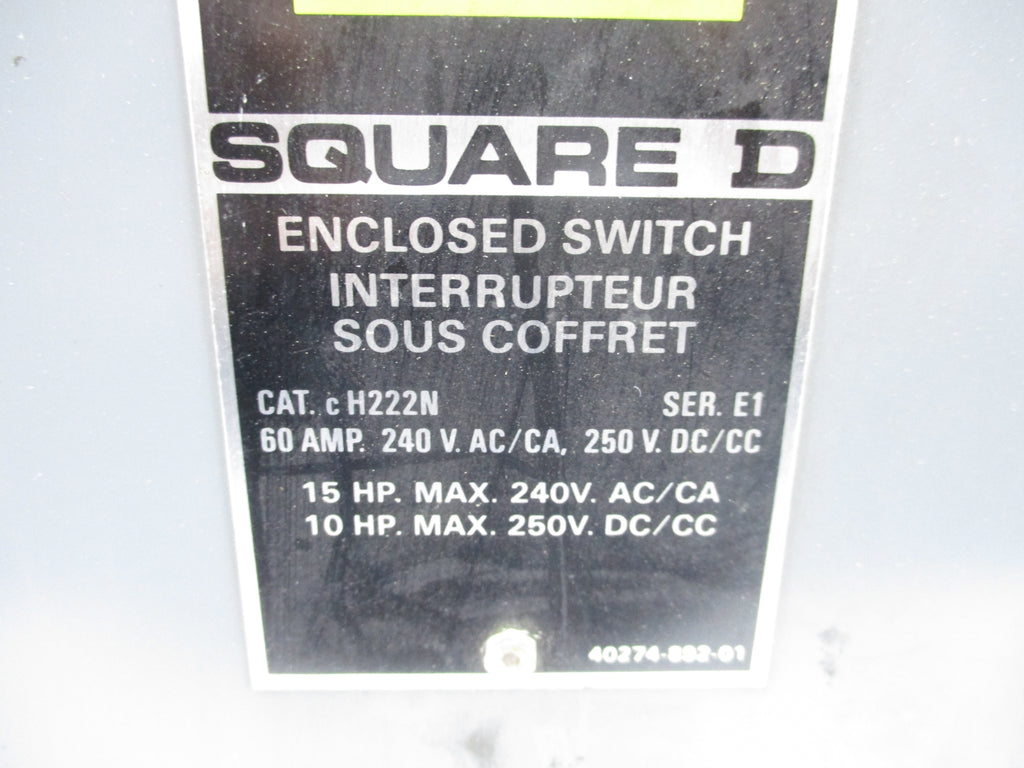 SQUARE D
ENCLOSED SWITCH
INTERRUPTEUR
SOUS COFFRET
CAT. c H222N SER. E1
60 AMP. 240 V. AC/CA, 250 V. DC/CC
15 HP. MAX. 240V. AC/CA
10 HP. MAX. 250V. DC/CC